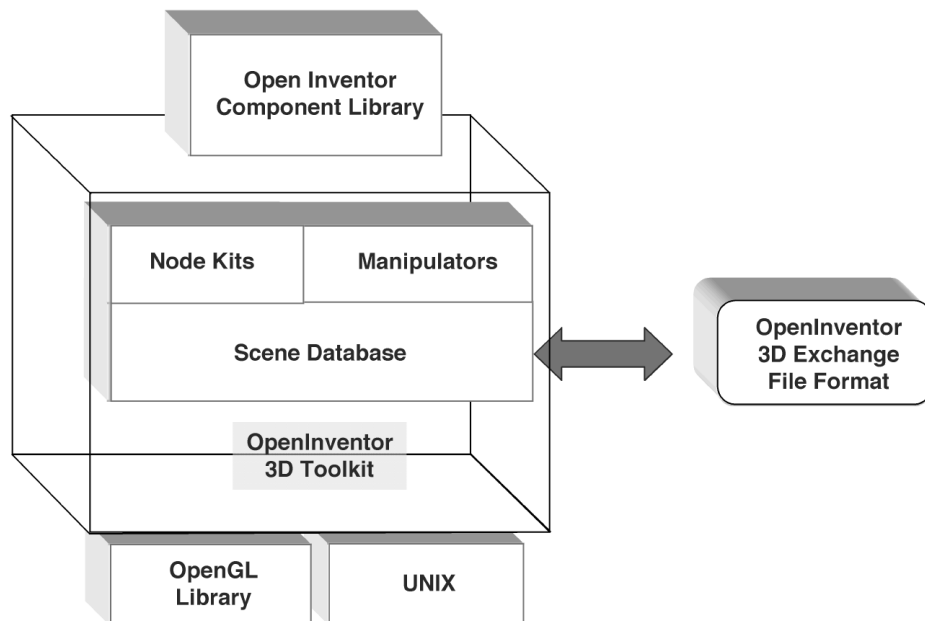 Open Inventor
Component Library
Node Kits
Manipulators
Scene Database
OpenInventor
3D Exchange
File Format
OpenInventor
3D Toolkit
OpenGL
Library
UNIX